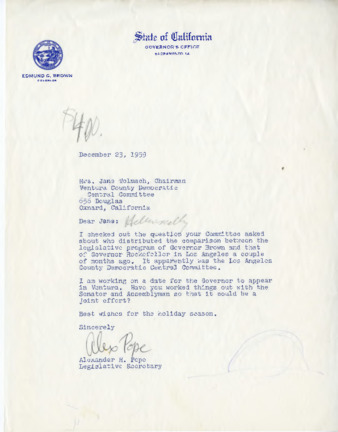 State of California
GOVERNOR'S OFFICE
SACRAMENTO 14
EDMUND G. BROWN
GOVERNOR
December 23, 1959
Mrs. Jane Tolmach, Chairman
Ventura County Democratic
Central Committee
656 Douglas
Oxnard, California
Dear Jane:
I checked out the question your Committee asked
about who distributed the comparison between the
legislative program of Governor Brown and that
of Governor Rockefeller in Los Angeles a couple
of months ago. It apparently was the Los Angeles
County Democratic Central Committee.
I am working on a date for the Governor to appear
in Ventura. Have you worked things out with the
Senator and Assemblyman so that it could be a
joint effort?
Best wishes for the holiday season.
Sincerely
Alex Pope
Alexander H. Pope
Legislative Secretary